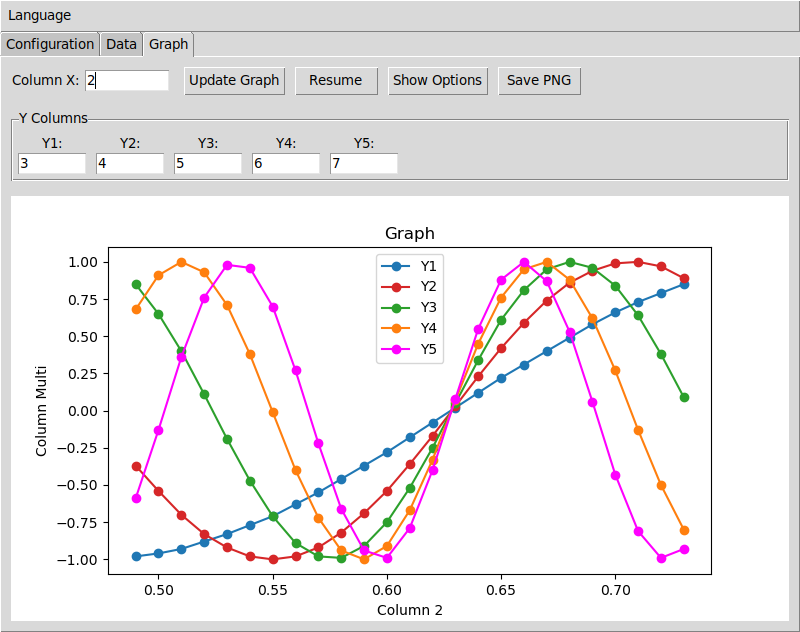 Language
Configuration Data Graph
Column X: 2 Update Graph Resume Show Options Save PNG
Y Columns
Y1: Y2: Y3: Y4: Y5:
3 4 5 6 7
Graph
1.00
0.75
0.50
0.25
0.00
−0.25
−0.50
−0.75
−1.00
Column Multi
Y1
Y2
Y3
Y4
Y5
0.50 0.55 0.60 0.65 0.70
Column 2